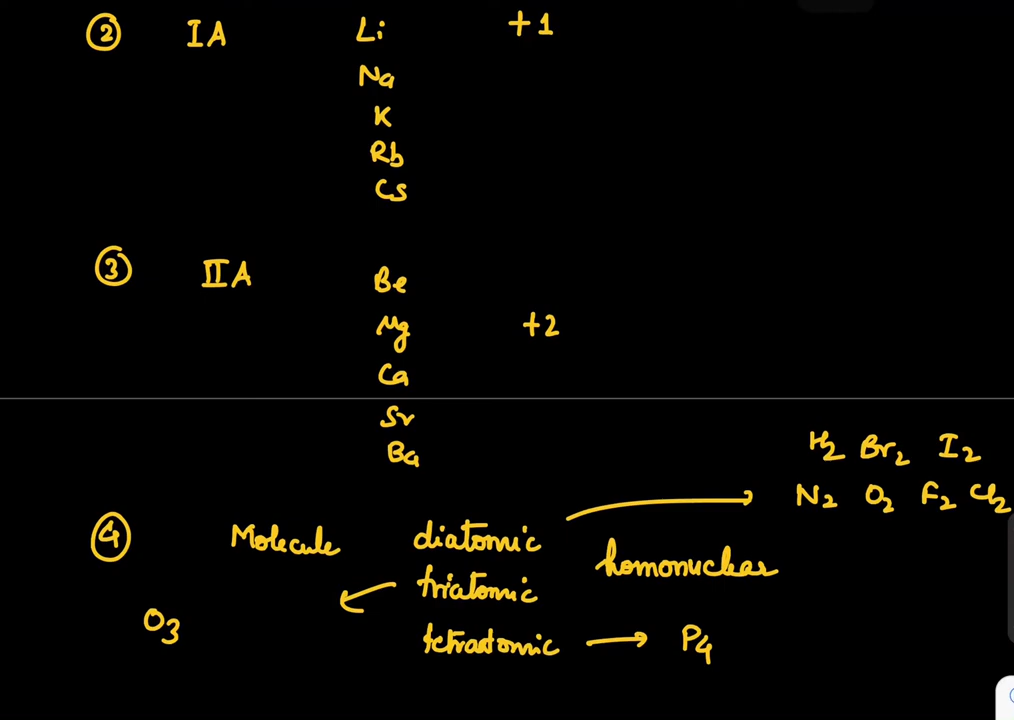 ② IA Li +1
Na
K
Rb
Cs
③ IIA Be
Mg +2
Ca
Sr
Ba
H₂ Br₂ I₂
N₂ O₂ F₂ Cl₂
④ Molecule diatomic
homonuclear
triatomic
O₃
tetraatomic → P₄